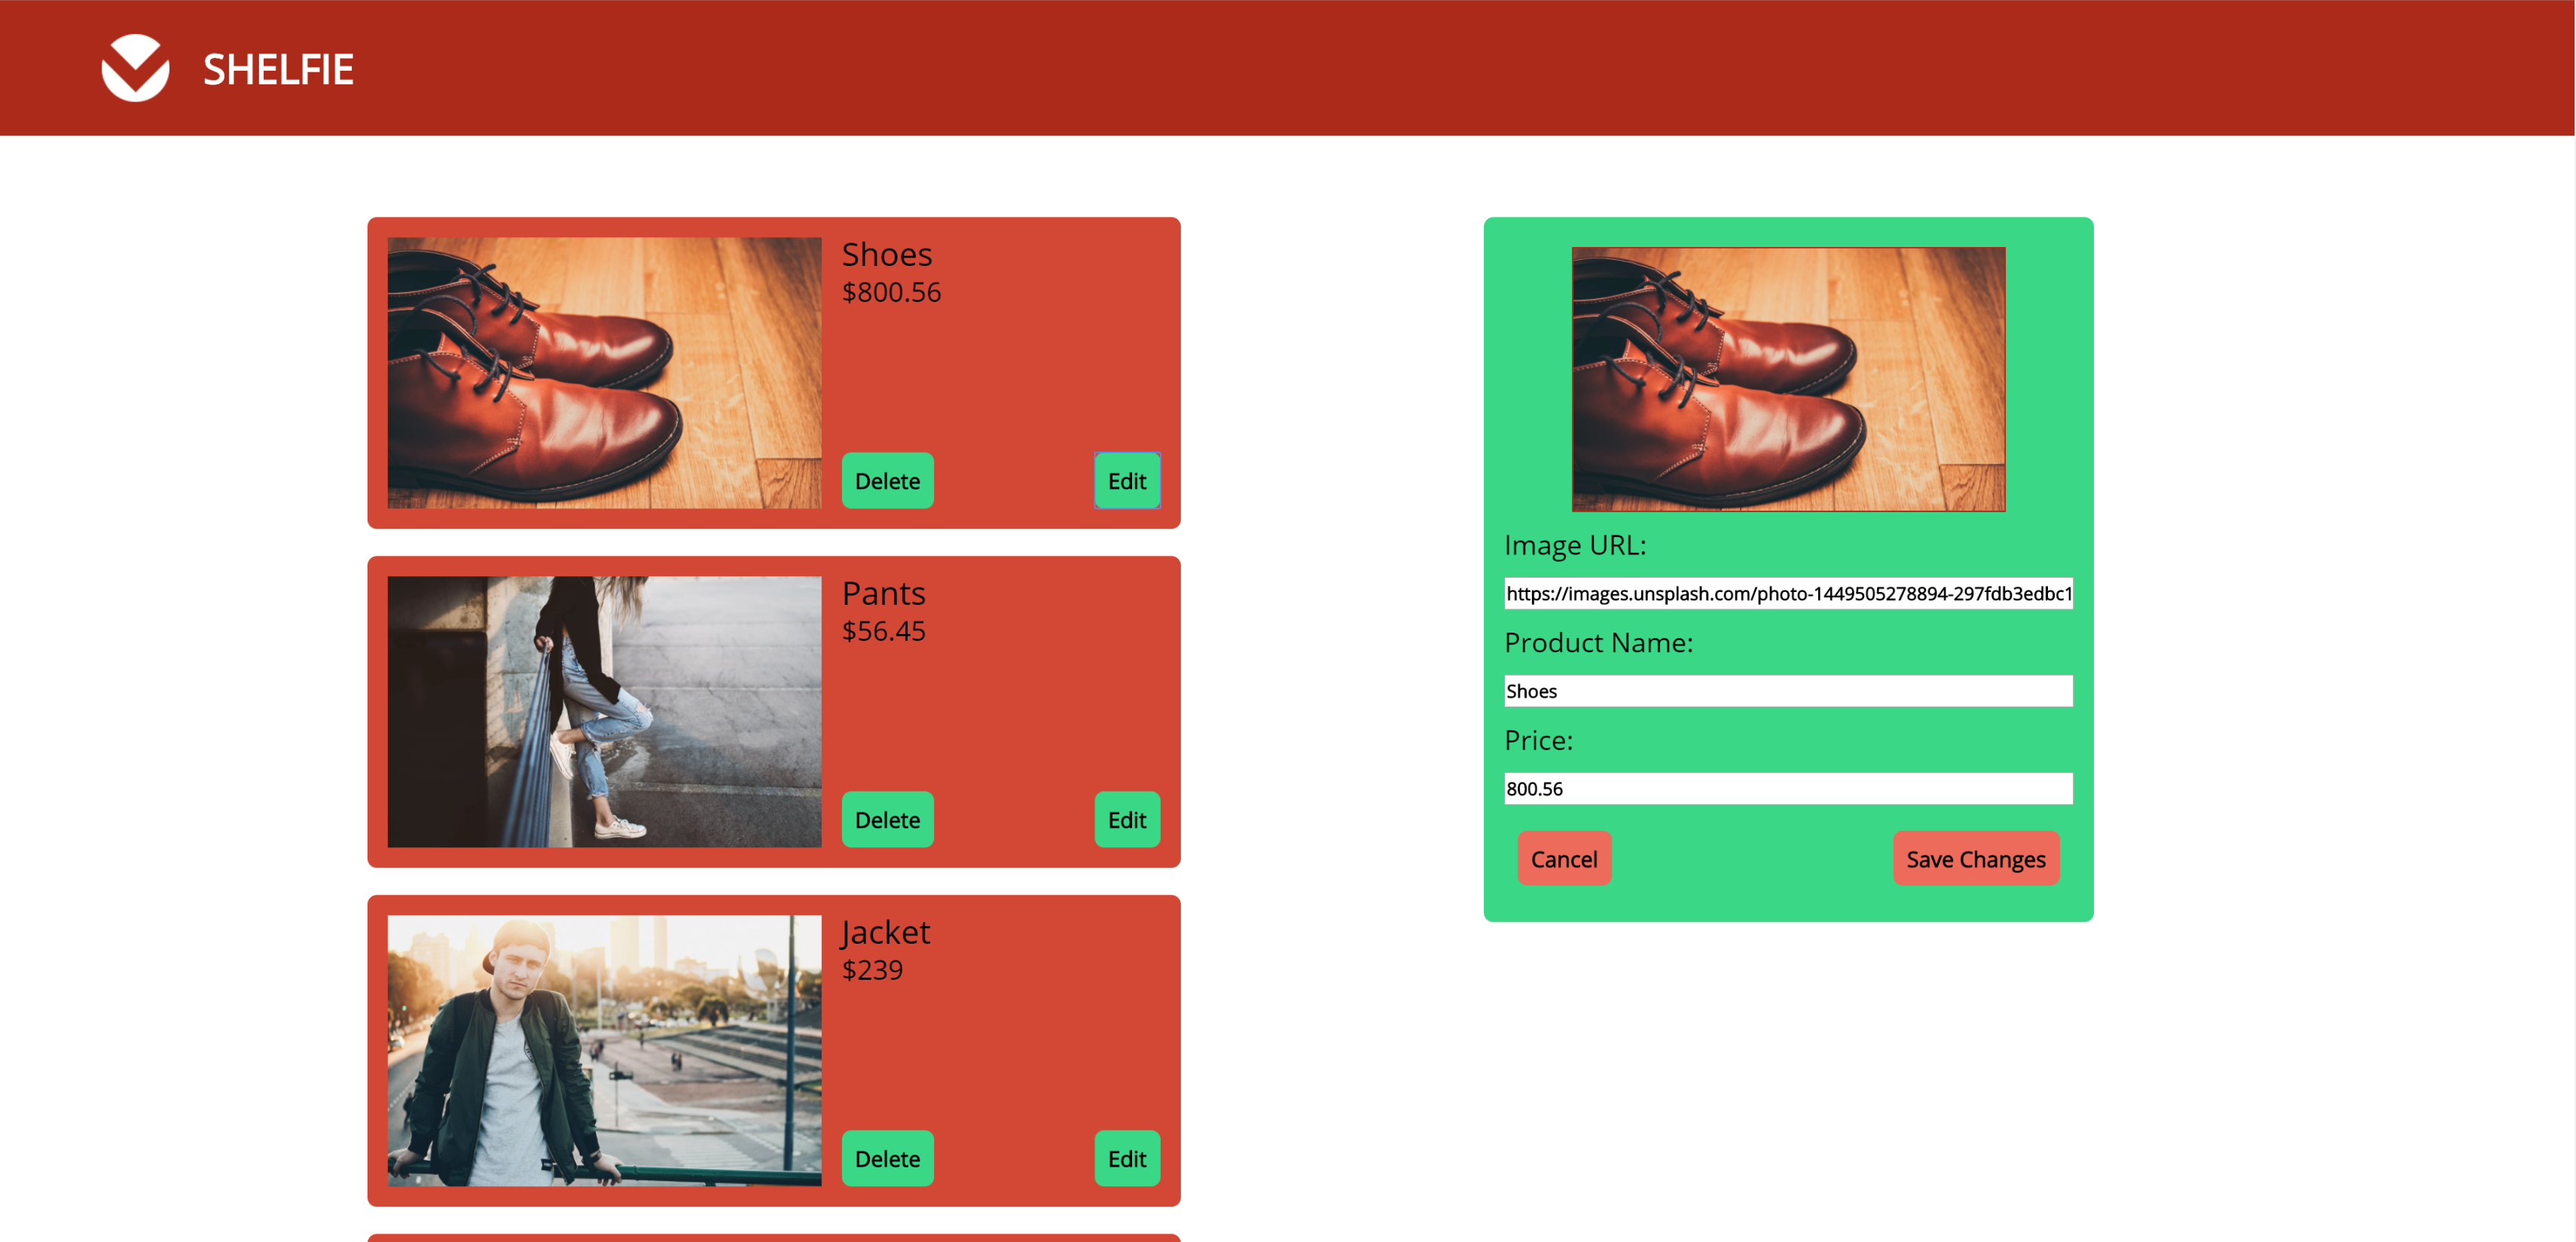 SHELFIE
Shoes
$800.56
Delete
Edit
Pants
$56.45
Delete
Edit
Jacket
$239
Delete
Edit
Image URL:
https://images.unsplash.com/photo-1449505278894-297fdb3edbc1
Product Name:
Shoes
Price:
800.56
Cancel
Save Changes